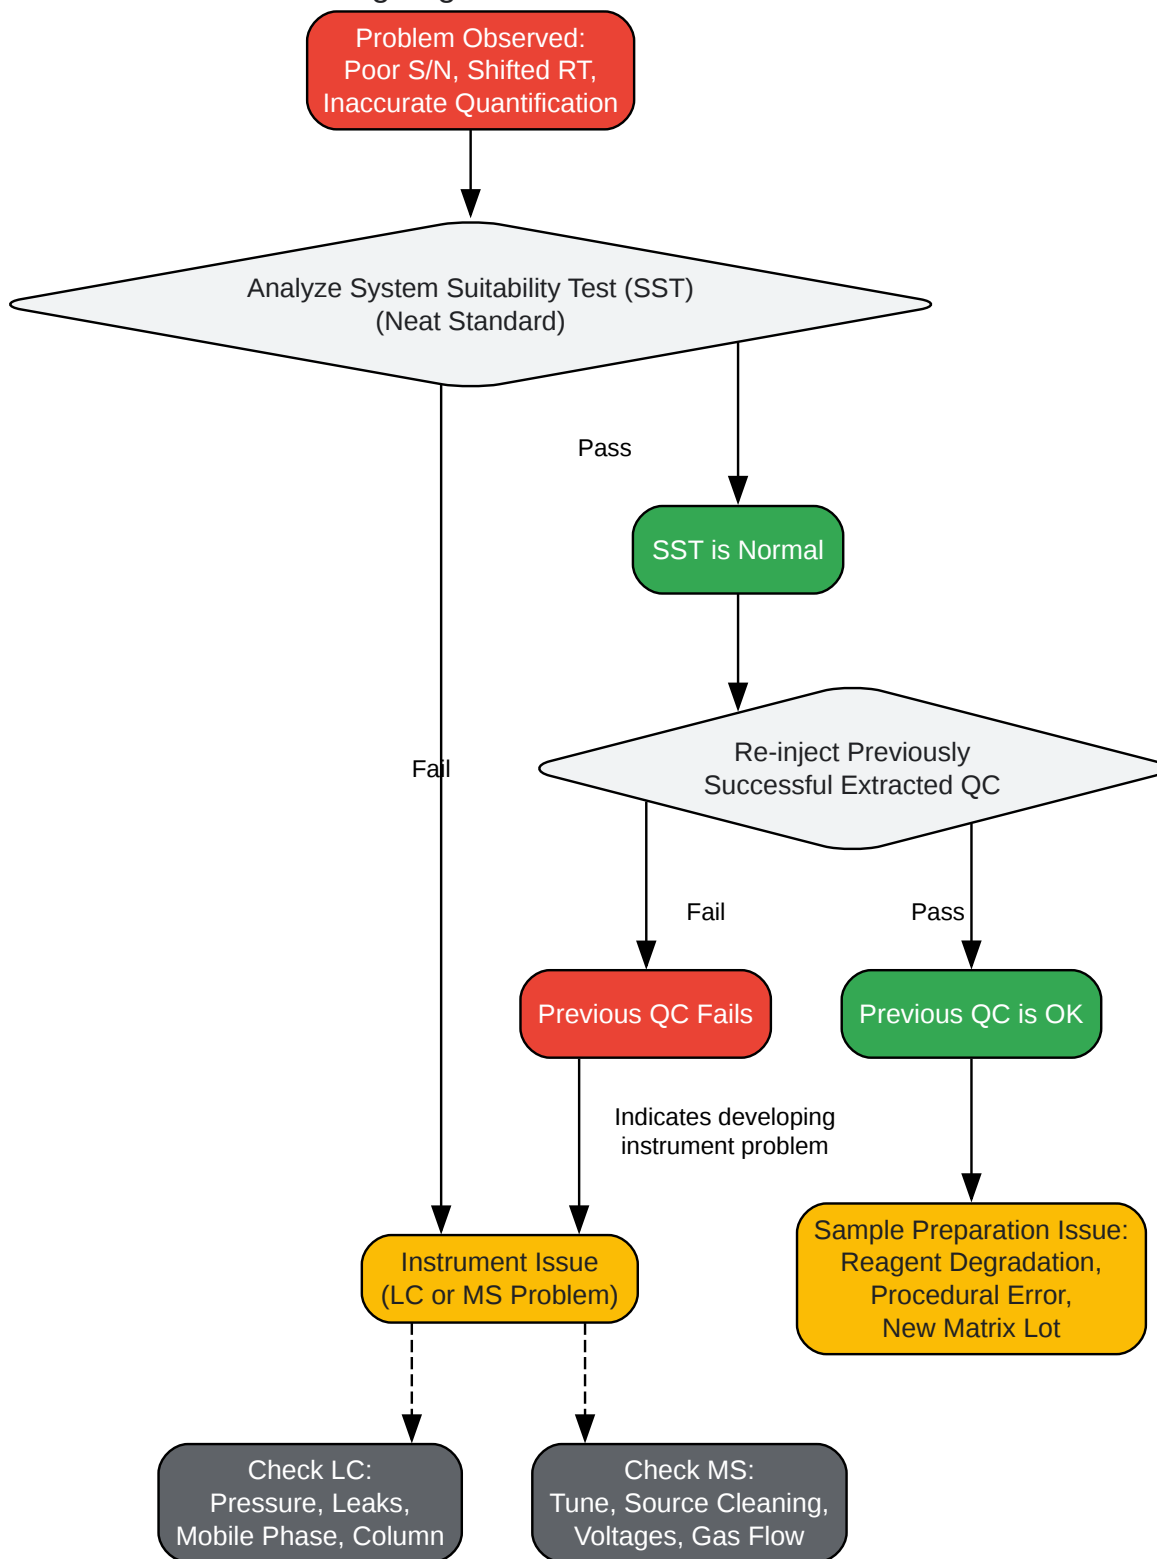 Problem Observed:
Poor S/N, Shifted RT,
Inaccurate Quantification
Analyze System Suitability Test (SST)
(Neat Standard)
Pass
SST is Normal
Fail
Re-inject Previously
Successful Extracted QC
Fail
Pass
Previous QC Fails
Previous QC is OK
Indicates developing
instrument problem
Instrument Issue
(LC or MS Problem)
Sample Preparation Issue:
Reagent Degradation,
Procedural Error,
New Matrix Lot
Check LC:
Pressure, Leaks,
Mobile Phase, Column
Check MS:
Tune, Source Cleaning,
Voltages, Gas Flow